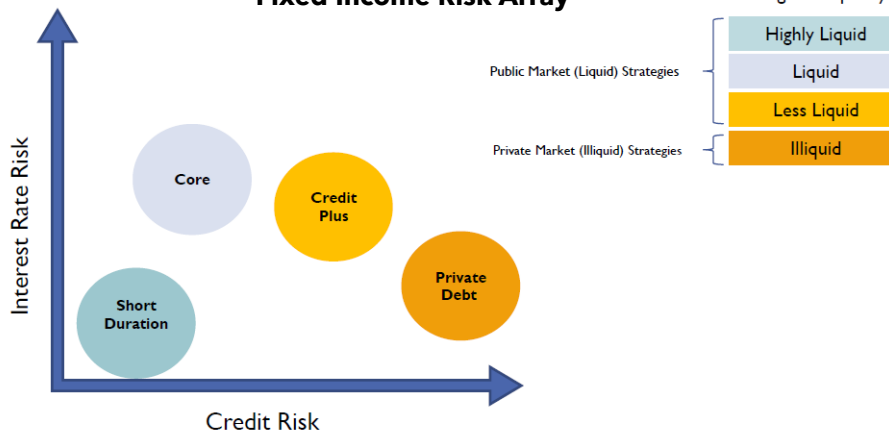 Fixed Income Risk Array
Highly Liquid
Public Market (Liquid) Strategies
Liquid
Less Liquid
Private Market (Illiquid) Strategies
Illiquid
Interest Rate Risk
Core
Credit
Plus
Private
Debt
Short
Duration
Credit Risk